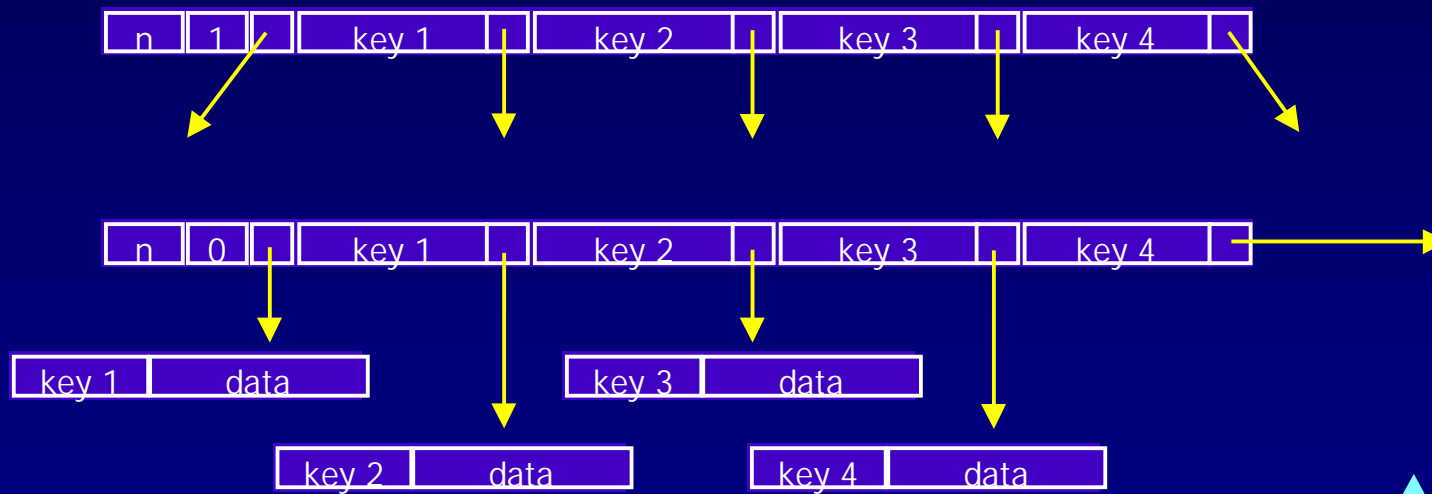 n 1 key 1 key 2 key 3 key 4
n 0 key 1 key 2 key 3 key 4
key 1 data key 3 data
key 2 data key 4 data